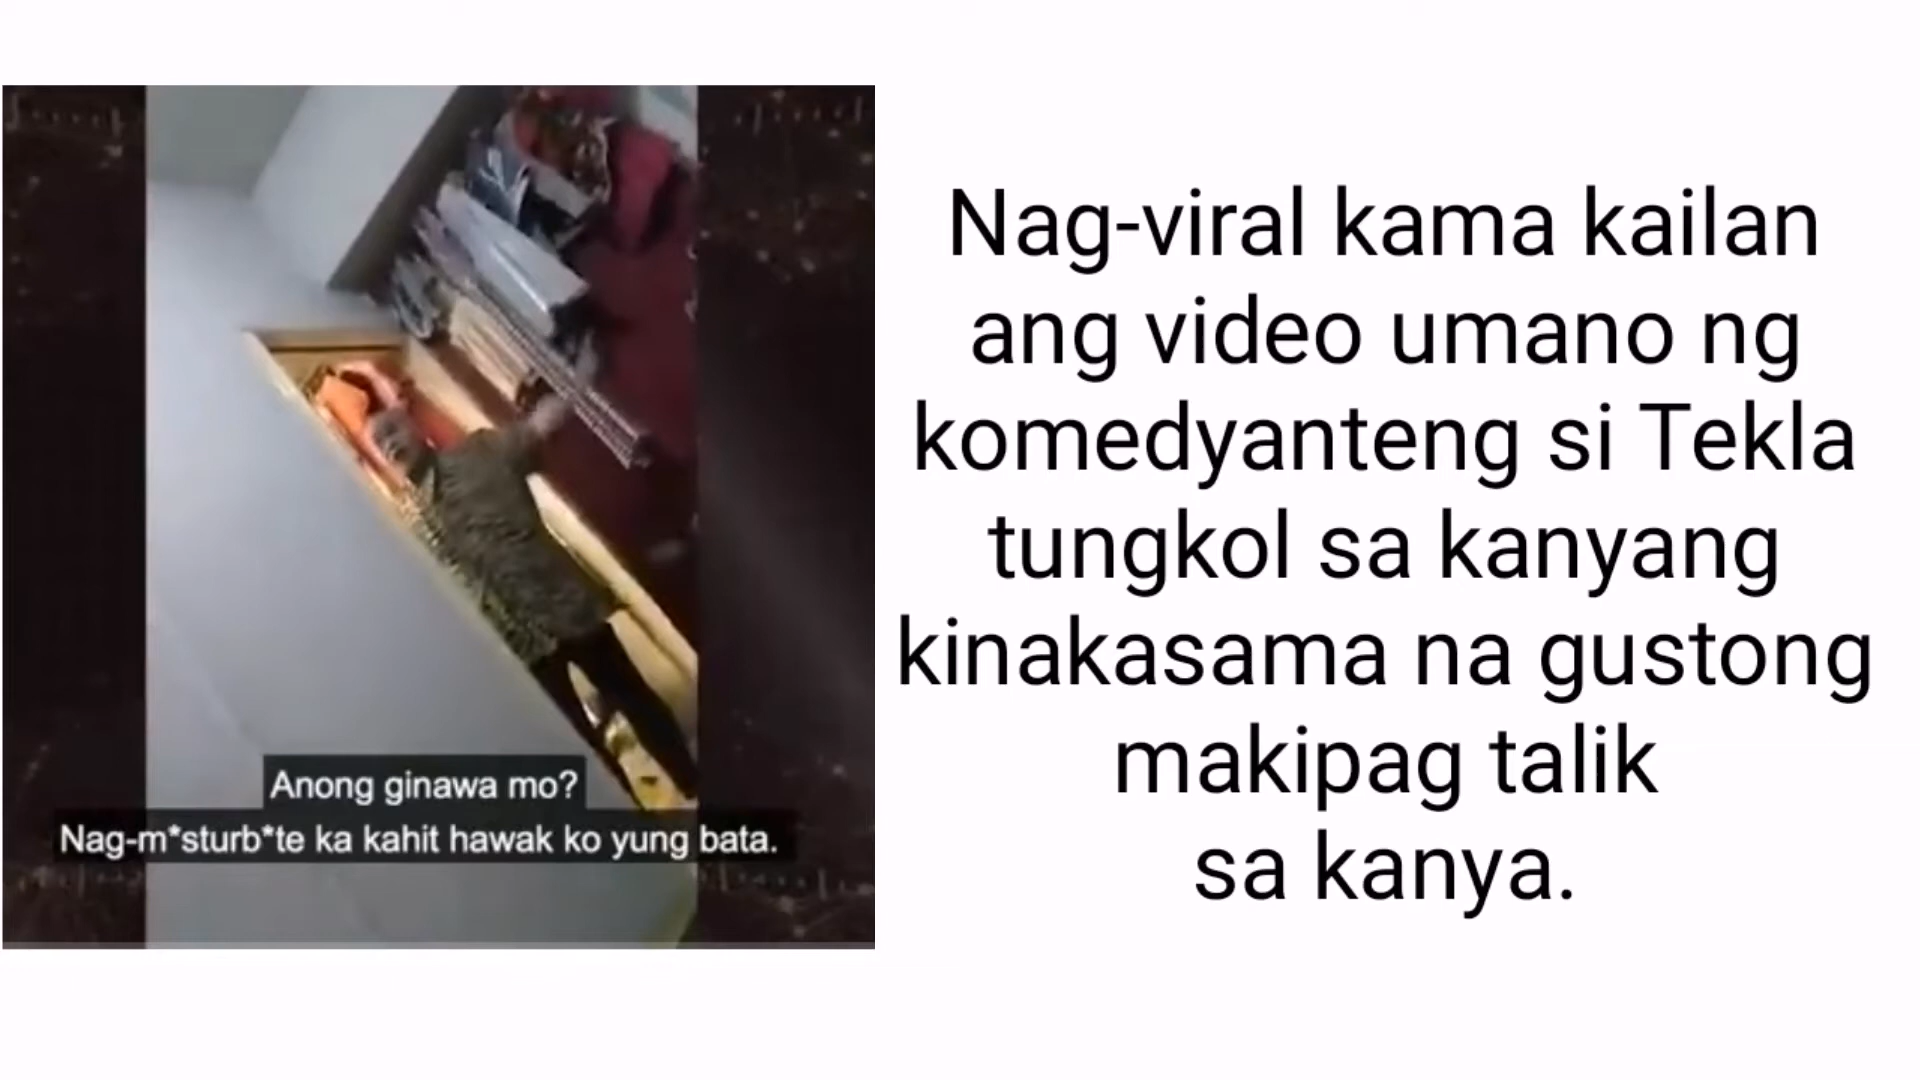 Anong ginawa mo?
Nag-m*sturb*te ka kahit hawak ko yung bata.
Nag-viral kama kailan
ang video umano ng
komedyanteng si Tekla
tungkol sa kanyang
kinakasama na gustong
makipag talik
sa kanya.